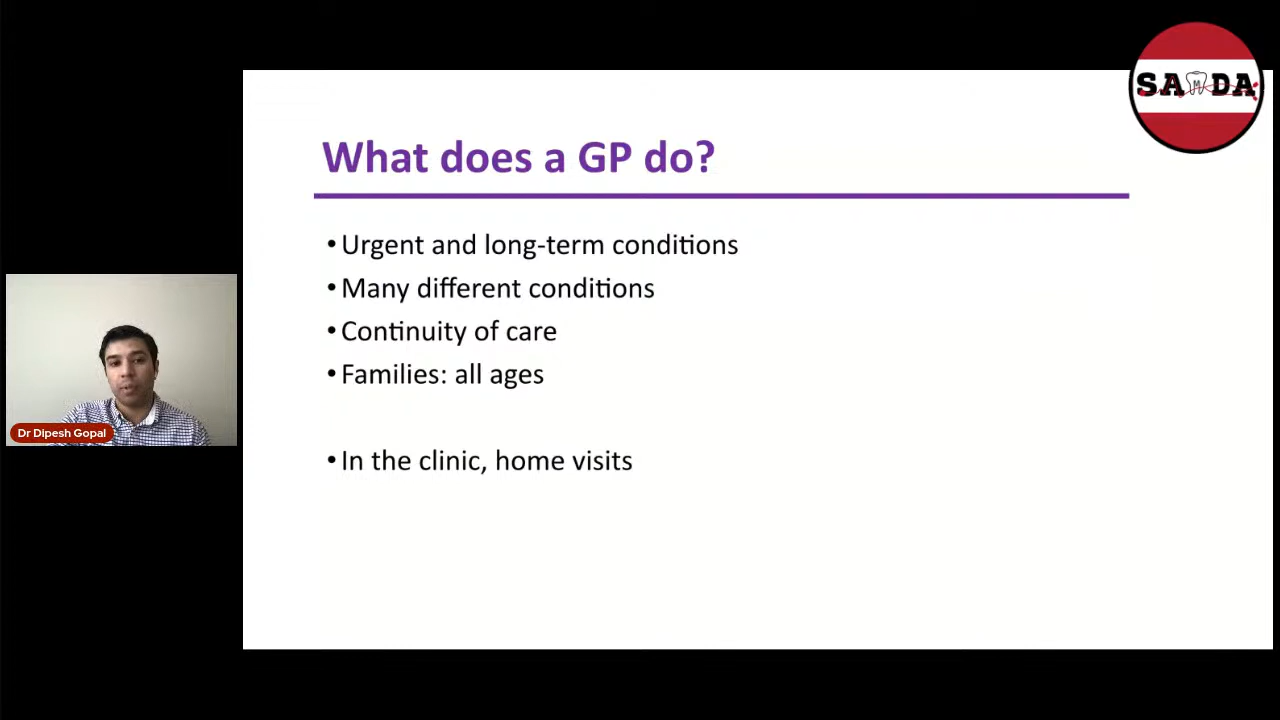 SAMDA
What does a GP do?
•Urgent and long-term conditions
•Many different conditions
•Continuity of care
•Families: all ages
•In the clinic, home visits
Dr Dipesh Gopal